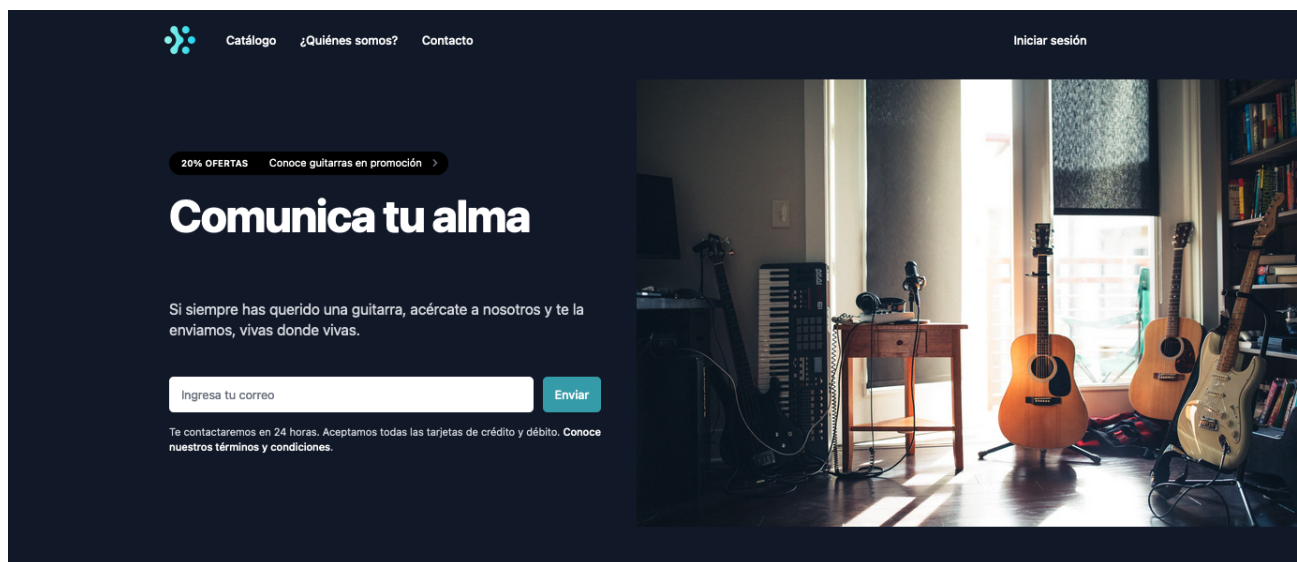 Catálogo ¿Quiénes somos? Contacto Iniciar sesión
20% OFERTAS Conoce guitarras en promoción >
Comunica tu alma
Si siempre has querido una guitarra, acércate a nosotros y te la
enviamos, vivas donde vivas.
Ingresa tu correo Enviar
Te contactaremos en 24 horas. Aceptamos todas las tarjetas de crédito y débito. Conoce
nuestros términos y condiciones.